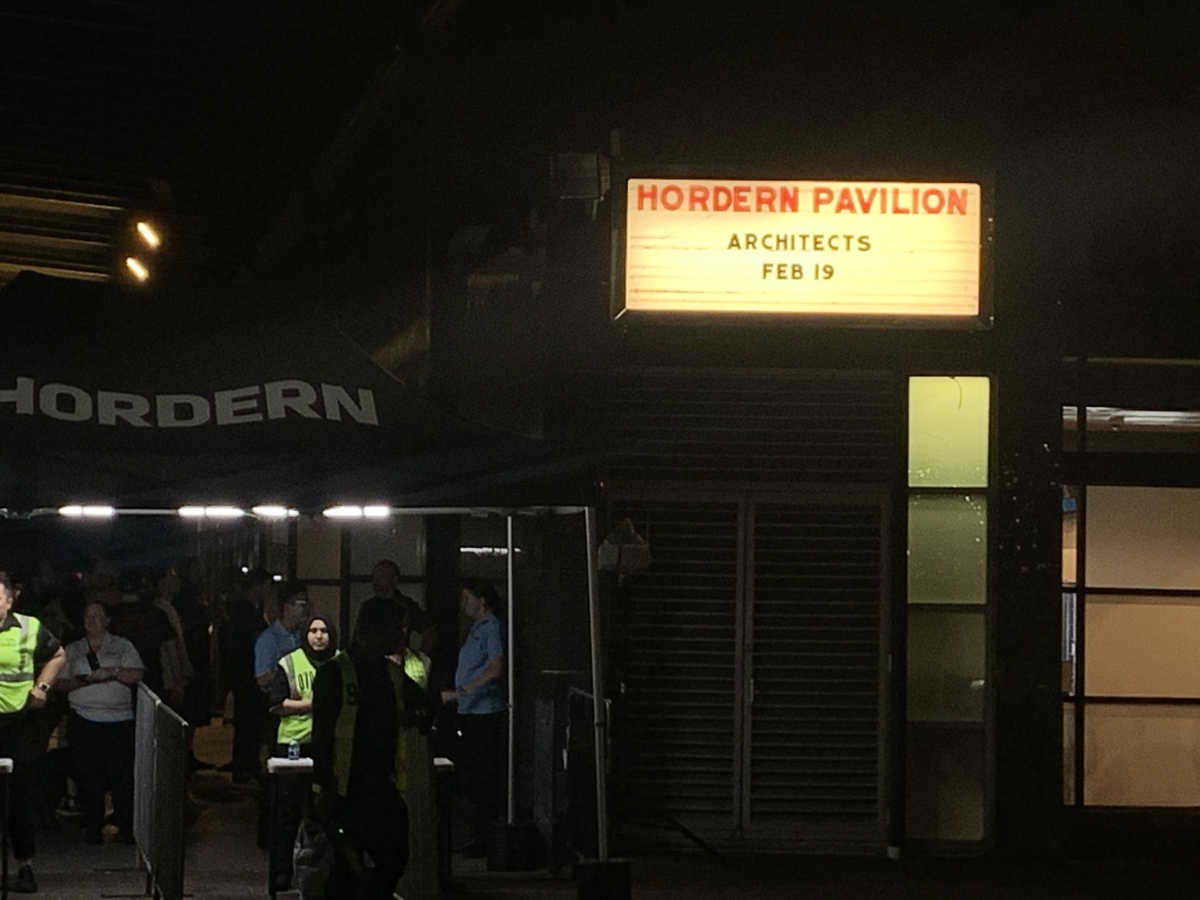 HORDERN PAVILION
ARCHITECTS
FEB 19
HORDERN